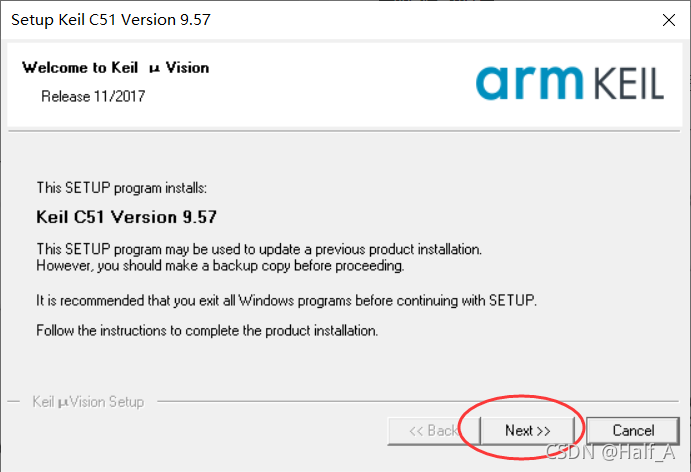 Setup Keil C51 Version 9.57
Welcome to Keil μ Vision
Release 11/2017
arm KEIL
This SETUP program installs:
Keil C51 Version 9.57
This SETUP program may be used to update a previous product installation.
However, you should make a backup copy before proceeding.
It is recommended that you exit all Windows programs before continuing with SETUP.
Follow the instructions to complete the product installation.
Keil μVision Setup
<< Back Next >> Cancel
CSDN @Half_A